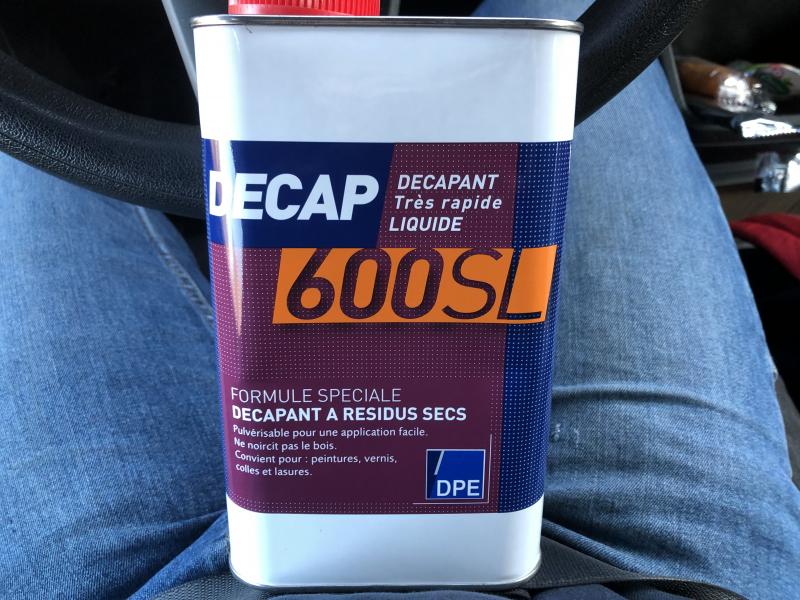 DECAP
DECAPANT
Très rapide
LIQUIDE
600SL
FORMULE SPECIALE
DECAPANT A RESIDUS SECS
Pulvérisable pour une application facile.
Ne noircit pas le bois.
Convient pour : peintures, vernis,
colles et lasures.
DPE